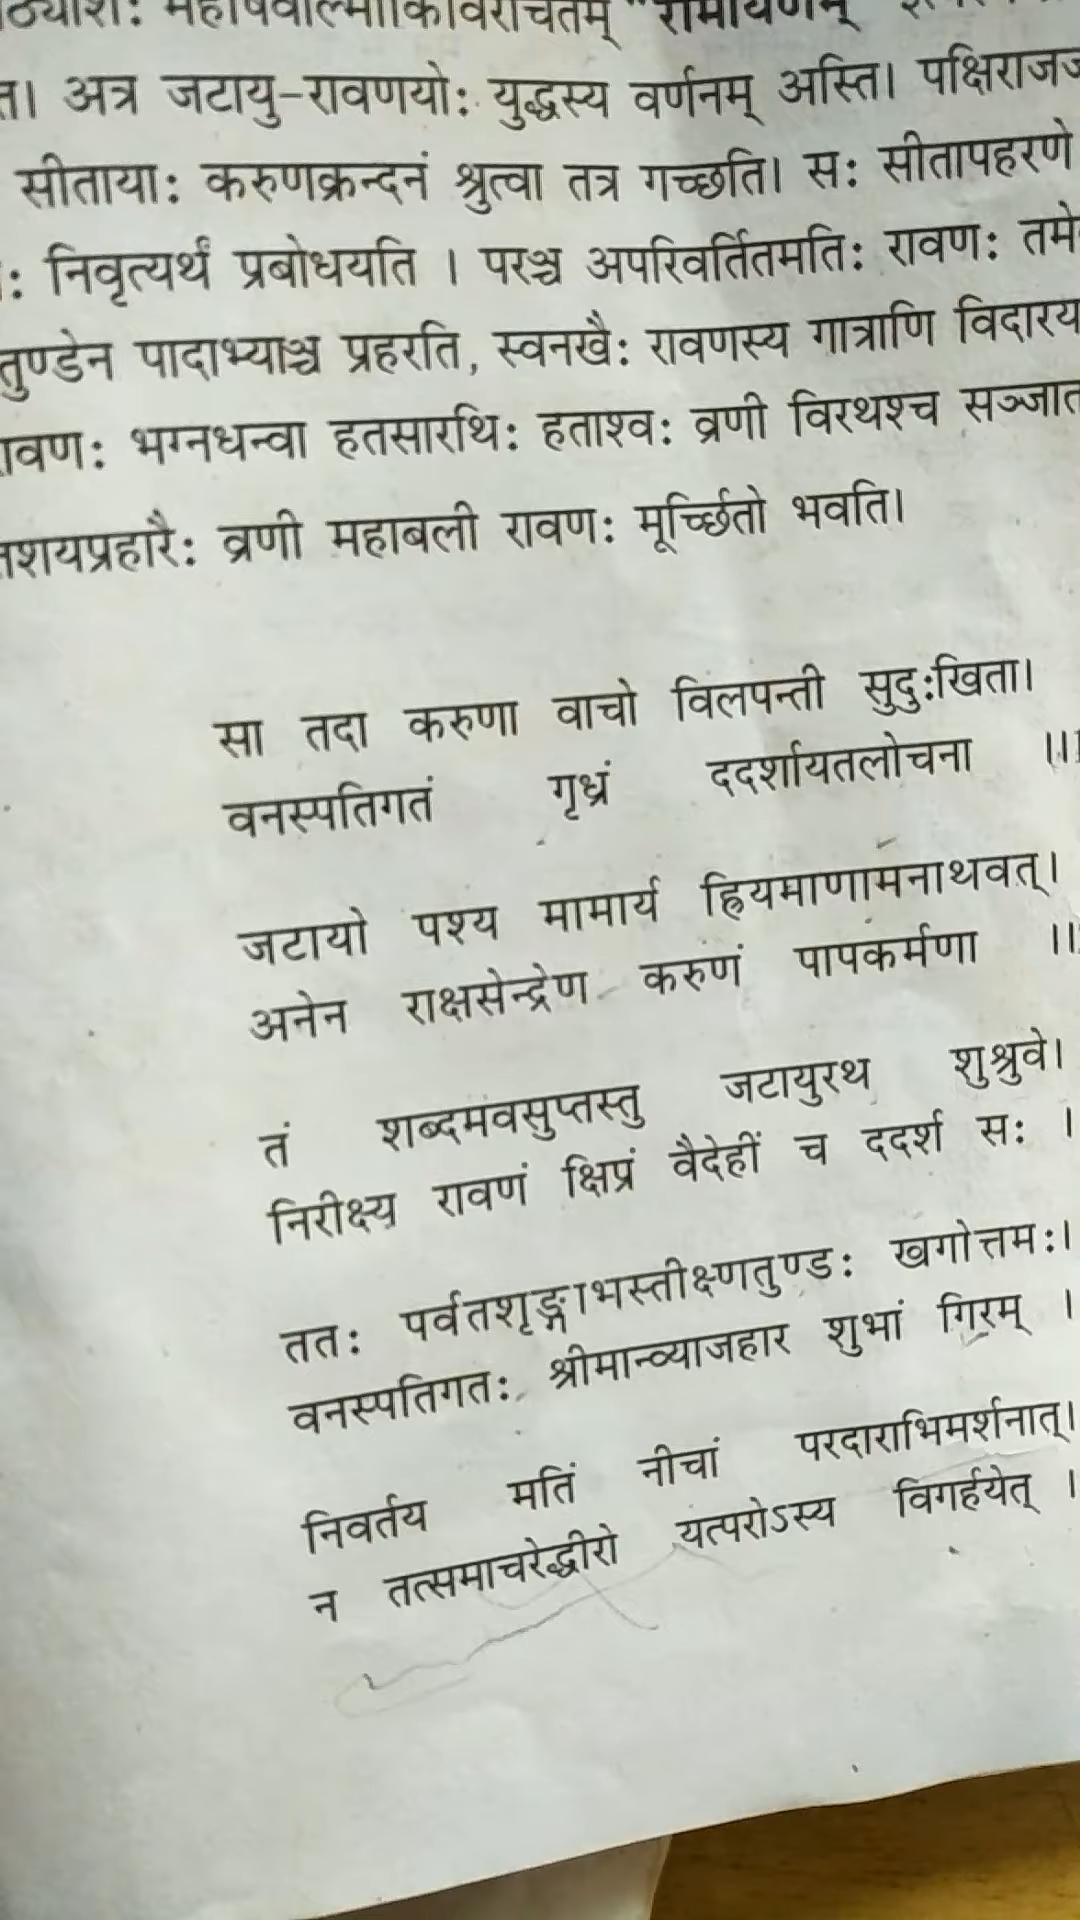 महर्षिवाल्मीकिविरचितम् "रामायणम्
अत्र जटायु-रावणयोः युद्धस्य वर्णनम् अस्ति। पक्षिराजज
सीतायाः करुणक्रन्दनं श्रुत्वा तत्र गच्छति। सः सीतापहरणे
: निवृत्यर्थं प्रबोधयति । परञ्च अपरिवर्तितमतिः रावणः तमे
तुण्डेन पादाभ्याञ्च प्रहरति, स्वनखैः रावणस्य गात्राणि विदारय
ावणः भग्नधन्वा हतसारथिः हताश्वः व्रणी विरथश्च सञ्जात
तशयप्रहारैः व्रणी महाबली रावणः मूर्च्छितो भवति।
सा तदा करुणा वाचो विलपन्ती सुदुःखिता।
वनस्पतिगतं गृध्रं ददर्शायतलोचना ।।
जटायो पश्य मामार्य ह्रियमाणामनाथवत्।
अनेन राक्षसेन्द्रेण करुणं पापकर्मणा ।।
तं शब्दमवसुप्तस्तु जटायुरथ शुश्रुवे।
निरीक्ष्य रावणं क्षिप्रं वैदेहीं च ददर्श सः ।
ततः पर्वतशृङ्गाभस्तीक्ष्णतुण्डः खगोत्तमः।
वनस्पतिगतः श्रीमान्व्याजहार शुभां गिरम् ।
निवर्तय मतिं नीचां परदाराभिमर्शनात्।
न तत्समाचरेद्धीरो यत्परोऽस्य विगर्हयेत् ।